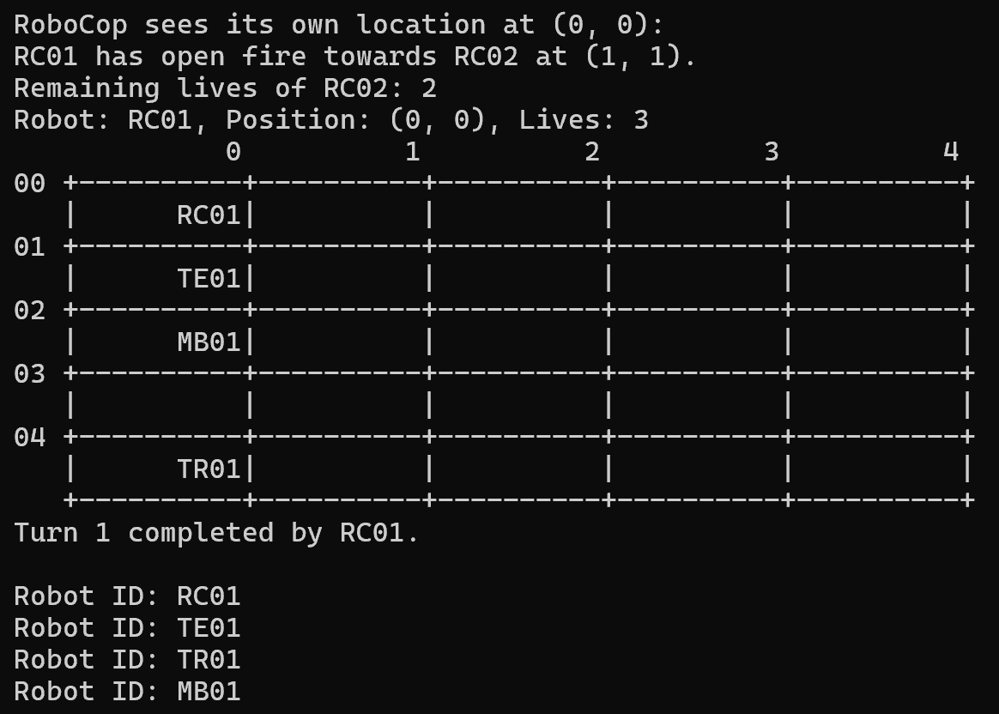 RoboCop sees its own location at (0, 0):
RC01 has open fire towards RC02 at (1, 1).
Remaining lives of RC02: 2
Robot: RC01, Position: (0, 0), Lives: 3
             0          1          2          3          4
00 +----------+----------+----------+----------+----------+
   |      RC01|          |          |          |          |
01 +----------+----------+----------+----------+----------+
   |      TE01|          |          |          |          |
02 +----------+----------+----------+----------+----------+
   |      MB01|          |          |          |          |
03 +----------+----------+----------+----------+----------+
   |          |          |          |          |          |
04 +----------+----------+----------+----------+----------+
   |      TR01|          |          |          |          |
   +----------+----------+----------+----------+----------+
Turn 1 completed by RC01.

Robot ID: RC01
Robot ID: TE01
Robot ID: TR01
Robot ID: MB01